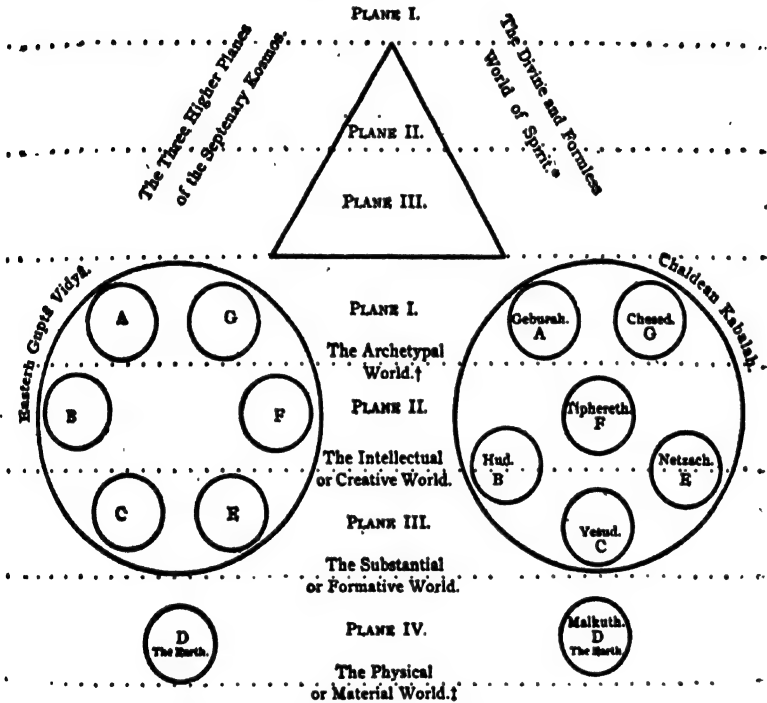 PLANE I.
The Three Higher Planes
of the Septenary Kosmos.
The Divine and Formless
World of Spirit.*
PLANE II.
PLANE III.
Eastern Guptâ Vidyâ.
Chaldean Kabalah.
A
G
PLANE I.
Geburah.
A
Chesed.
G
The Archetypal
World.†
B
F
PLANE II.
Tiphereth.
F
The Intellectual
or Creative World.
Hud.
B
Netzach.
E
C
E
PLANE III.
Yesud.
C
The Substantial
or Formative World.
D
The Earth.
PLANE IV.
Malkuth.
D
The Earth.
The Physical
or Material World.‡